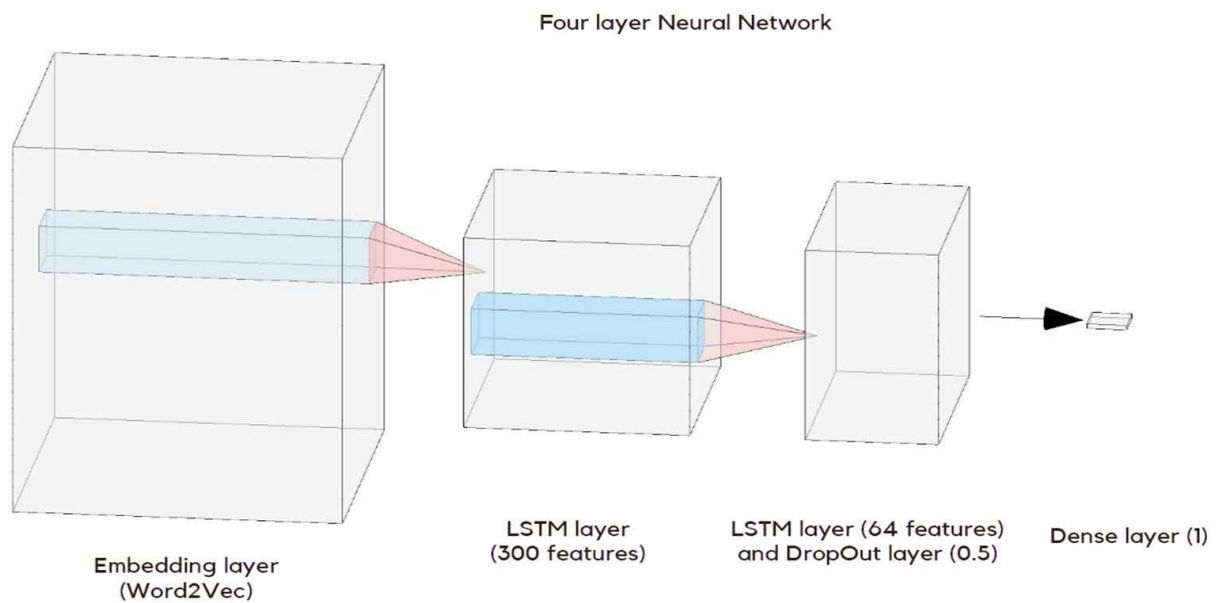 Four layer Neural Network
Embedding layer
(Word2Vec)
LSTM layer
(300 features)
LSTM layer (64 features)
and DropOut layer (0.5)
Dense layer (1)